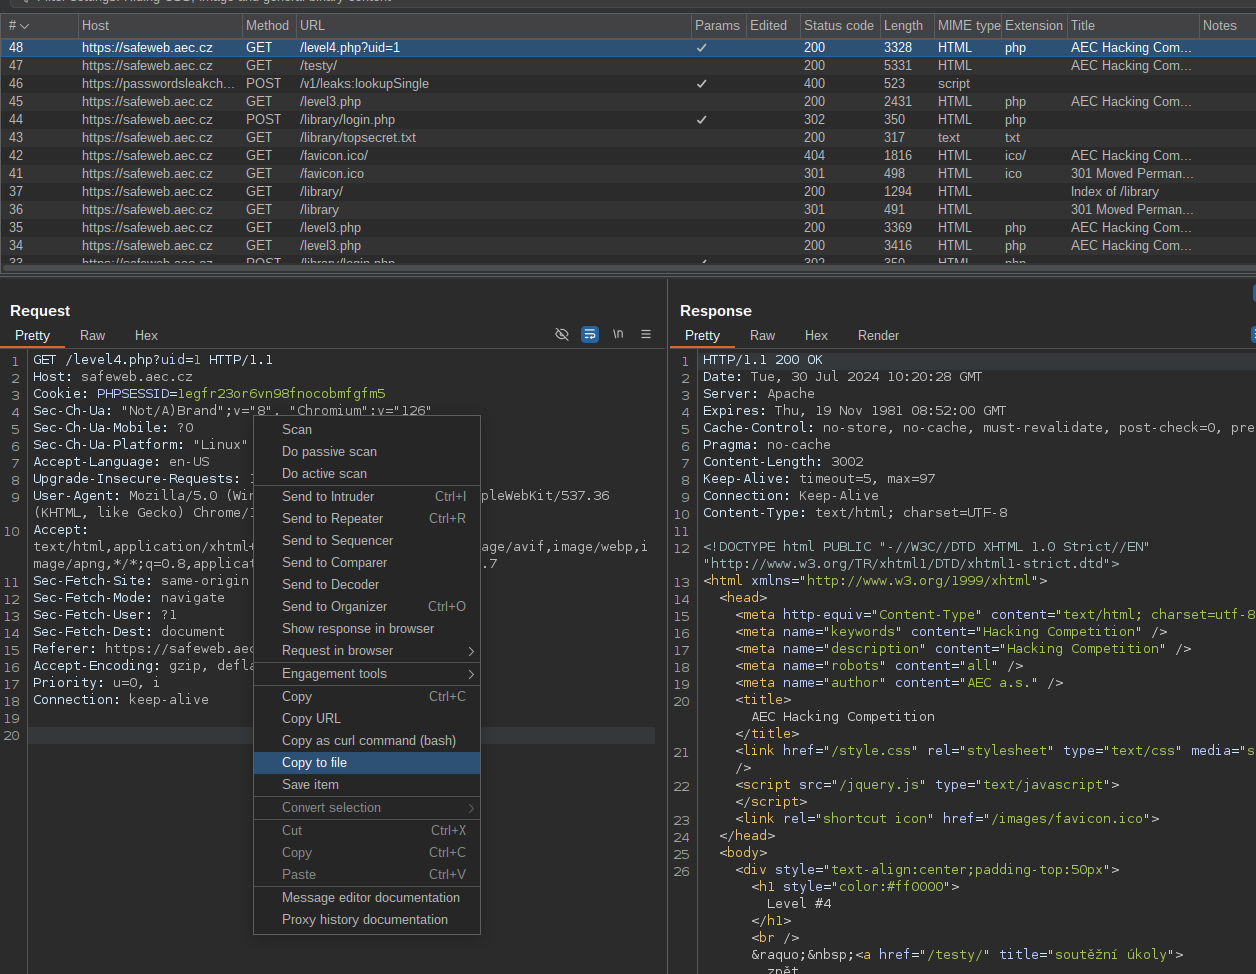 # Host Method URL Params Edited Status code Length MIME type Extension Title Notes
48 https://safeweb.aec.cz GET /level4.php?uid=1 ✓ 200 3328 HTML php AEC Hacking Com...
47 https://safeweb.aec.cz GET /testy/ 200 5331 HTML AEC Hacking Com...
46 https://passwordsleakch... POST /v1/leaks:lookupSingle ✓ 400 523 script
45 https://safeweb.aec.cz GET /level3.php 200 2431 HTML php AEC Hacking Com...
44 https://safeweb.aec.cz POST /library/login.php ✓ 302 350 HTML php
43 https://safeweb.aec.cz GET /library/topsecret.txt 200 317 text txt
42 https://safeweb.aec.cz GET /favicon.ico/ 404 1816 HTML ico/ AEC Hacking Com...
41 https://safeweb.aec.cz GET /favicon.ico 301 498 HTML ico 301 Moved Perman...
37 https://safeweb.aec.cz GET /library/ 200 1294 HTML Index of /library
36 https://safeweb.aec.cz GET /library 301 491 HTML 301 Moved Perman...
35 https://safeweb.aec.cz GET /level3.php 200 3369 HTML php AEC Hacking Com...
34 https://safeweb.aec.cz GET /level3.php 200 3416 HTML php AEC Hacking Com...
33 https://safeweb.aec.cz POST /library/login.php 302 350 HTML php
Request
Pretty Raw Hex \n
1 GET /level4.php?uid=1 HTTP/1.1
2 Host: safeweb.aec.cz
3 Cookie: PHPSESSID=legfr23or6vn98fnocobmfgfm5
4 Sec-Ch-Ua: "Not/A)Brand";v="8", "Chromium";v="126"
5 Sec-Ch-Ua-Mobile: ?0
6 Sec-Ch-Ua-Platform: "Linux"
7 Accept-Language: en-US
8 Upgrade-Insecure-Requests:
9 User-Agent: Mozilla/5.0 (Win pleWebKit/537.36
(KHTML, like Gecko) Chrome/
10 Accept:
text/html,application/xhtml age/avif,image/webp,i
mage/apng,*/*;q=0.8,applicat .7
11 Sec-Fetch-Site: same-origin
12 Sec-Fetch-Mode: navigate
13 Sec-Fetch-User: ?1
14 Sec-Fetch-Dest: document
15 Referer: https://safeweb.aec
16 Accept-Encoding: gzip, defla
17 Priority: u=0, i
18 Connection: keep-alive
19
20
Scan
Do passive scan
Do active scan
Send to Intruder Ctrl+I
Send to Repeater Ctrl+R
Send to Sequencer
Send to Comparer
Send to Decoder
Send to Organizer Ctrl+O
Show response in browser
Request in browser
Engagement tools
Copy Ctrl+C
Copy URL
Copy as curl command (bash)
Copy to file
Save item
Convert selection
Cut Ctrl+X
Copy Ctrl+C
Paste Ctrl+V
Message editor documentation
Proxy history documentation
Response
Pretty Raw Hex Render
1 HTTP/1.1 200 OK
2 Date: Tue, 30 Jul 2024 10:20:28 GMT
3 Server: Apache
4 Expires: Thu, 19 Nov 1981 08:52:00 GMT
5 Cache-Control: no-store, no-cache, must-revalidate, post-check=0, pre
6 Pragma: no-cache
7 Content-Length: 3002
8 Keep-Alive: timeout=5, max=97
9 Connection: Keep-Alive
10 Content-Type: text/html; charset=UTF-8
11
12 <!DOCTYPE html PUBLIC "-//W3C//DTD XHTML 1.0 Strict//EN"
"http://www.w3.org/TR/xhtml1/DTD/xhtml1-strict.dtd">
13 <html xmlns="http://www.w3.org/1999/xhtml">
14 <head>
15 <meta http-equiv="Content-Type" content="text/html; charset=utf-8
16 <meta name="keywords" content="Hacking Competition" />
17 <meta name="description" content="Hacking Competition" />
18 <meta name="robots" content="all" />
19 <meta name="author" content="AEC a.s." />
20 <title>
AEC Hacking Competition
</title>
21 <link href="/style.css" rel="stylesheet" type="text/css" media="s
/>
22 <script src="/jquery.js" type="text/javascript">
</script>
23 <link rel="shortcut icon" href="/images/favicon.ico">
24 </head>
25 <body>
26 <div style="text-align:center;padding-top:50px">
<h1 style="color:#ff0000">
Level #4
</h1>
<br />
&raquo;&nbsp;<a href="/testy/" title="soutěžní úkoly">
zpět